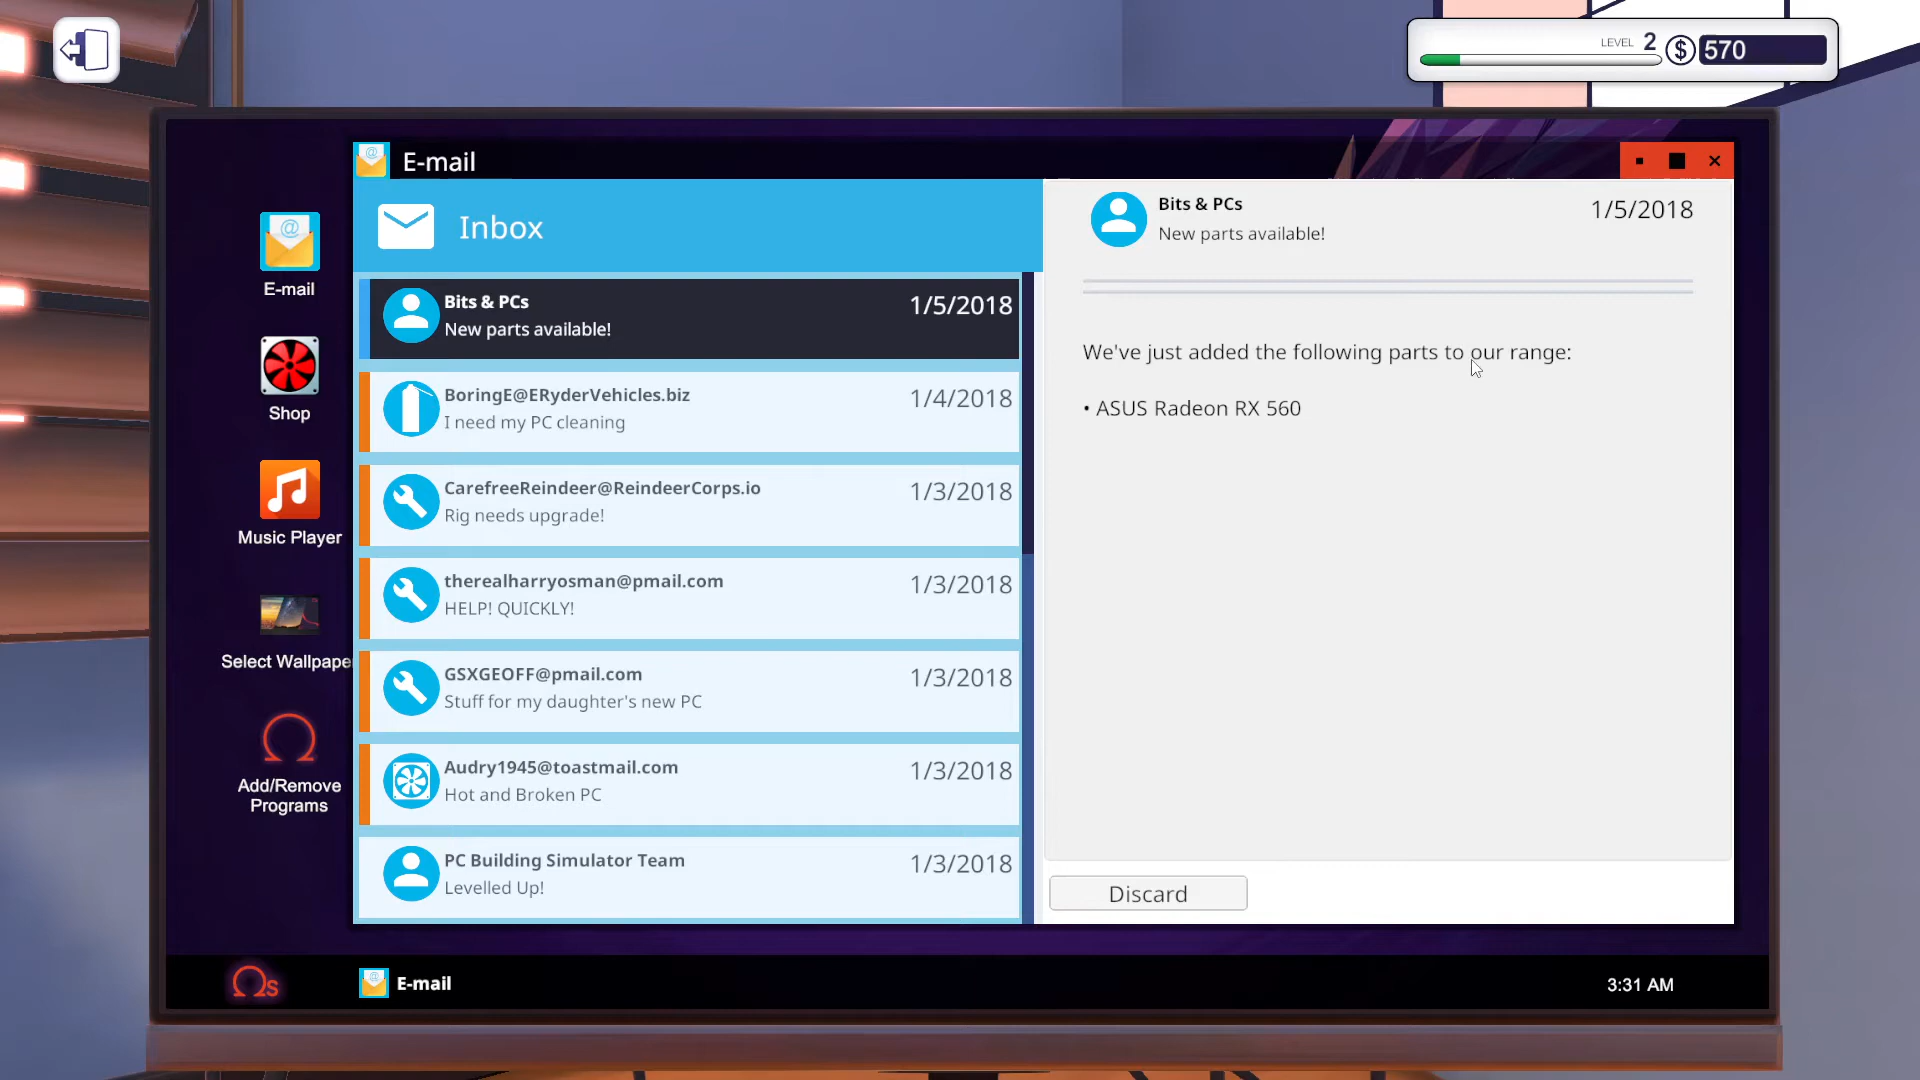 LEVEL 2
$ 570
E-mail
Inbox
E-mail
Shop
Music Player
Select Wallpape
Add/Remove
Programs
Bits & PCs
1/5/2018
New parts available!
BoringE@ERyderVehicles.biz
1/4/2018
I need my PC cleaning
CarefreeReindeer@ReindeerCorps.io
1/3/2018
Rig needs upgrade!
therealharryosman@pmail.com
1/3/2018
HELP! QUICKLY!
GSXGEOFF@pmail.com
1/3/2018
Stuff for my daughter's new PC
Audry1945@toastmail.com
1/3/2018
Hot and Broken PC
PC Building Simulator Team
1/3/2018
Levelled Up!
Bits & PCs
1/5/2018
New parts available!
We've just added the following parts to our range:
• ASUS Radeon RX 560
Discard
Ωs
E-mail
3:31 AM